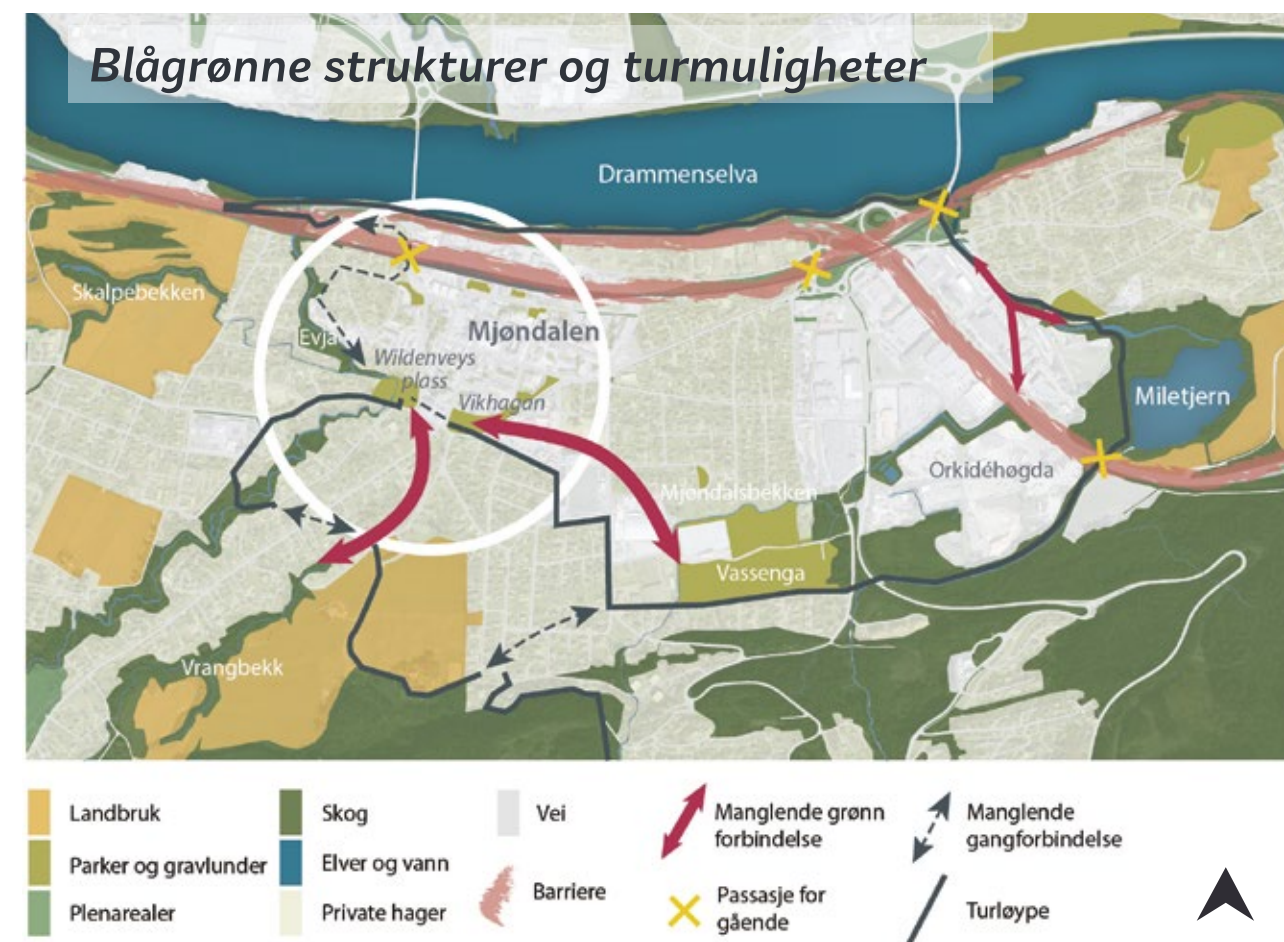 Blågrønne strukturer og turmuligheter
Drammenselva
Skalpebekken
Evja
Mjøndalen
Wildenveys
plass
Vikhagan
Miletjern
Orkidéhøgda
Mjøndalsbekken
Vassenga
Vrangbekk
Landbruk
Parker og gravlunder
Plenarealer
Skog
Elver og vann
Private hager
Vei
Barriere
Manglende grønn
forbindelse
Passasje for
gående
Manglende
gangforbindelse
Turløype